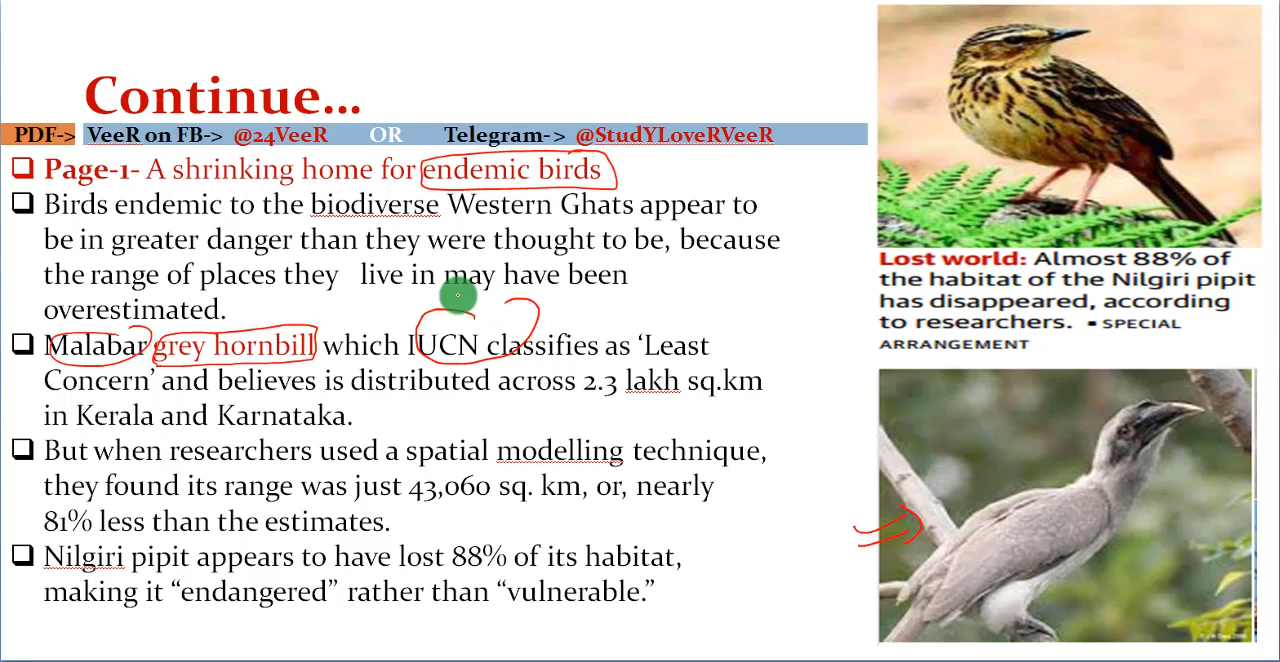 Continue...
PDF-> VeeR on FB-> @24VeeR OR Telegram-> @StudYLoveRVeeR
Page-1- A shrinking home for endemic birds
Birds endemic to the biodiverse Western Ghats appear to
be in greater danger than they were thought to be, because
the range of places they live in may have been
overestimated.
Malabar grey hornbill which IUCN classifies as ‘Least
Concern’ and believes is distributed across 2.3 lakh sq.km
in Kerala and Karnataka.
But when researchers used a spatial modelling technique,
they found its range was just 43,060 sq. km, or, nearly
81% less than the estimates.
Nilgiri pipit appears to have lost 88% of its habitat,
making it “endangered” rather than “vulnerable.”
Lost world: Almost 88% of
the habitat of the Nilgiri pipit
has disappeared, according
to researchers. ▪ SPECIAL
ARRANGEMENT